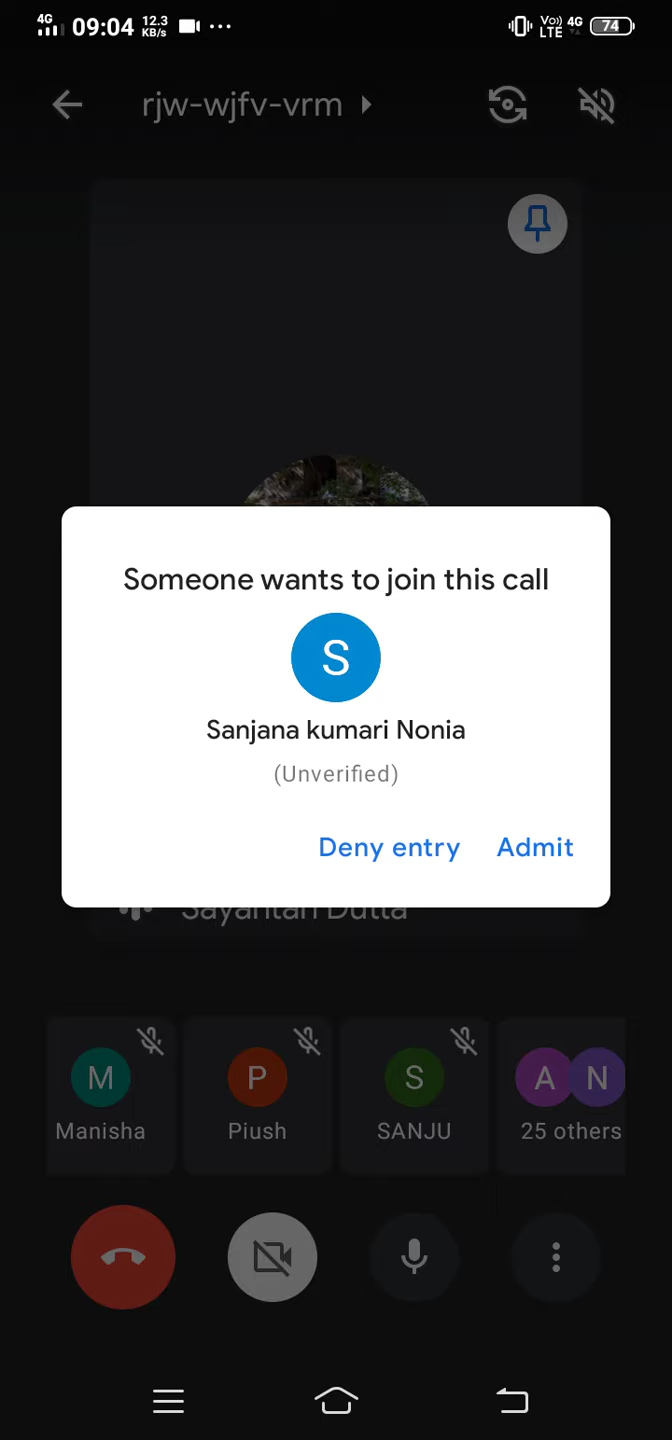 4G 09:04 12.3 KB/s ... Vo) LTE 4G 74
rjw-wjfv-vrm
Someone wants to join this call
S
Sanjana kumari Nonia
(Unverified)
Deny entry Admit
Sayantan Dutta
M P S A N
Manisha Piush SANJU 25 others